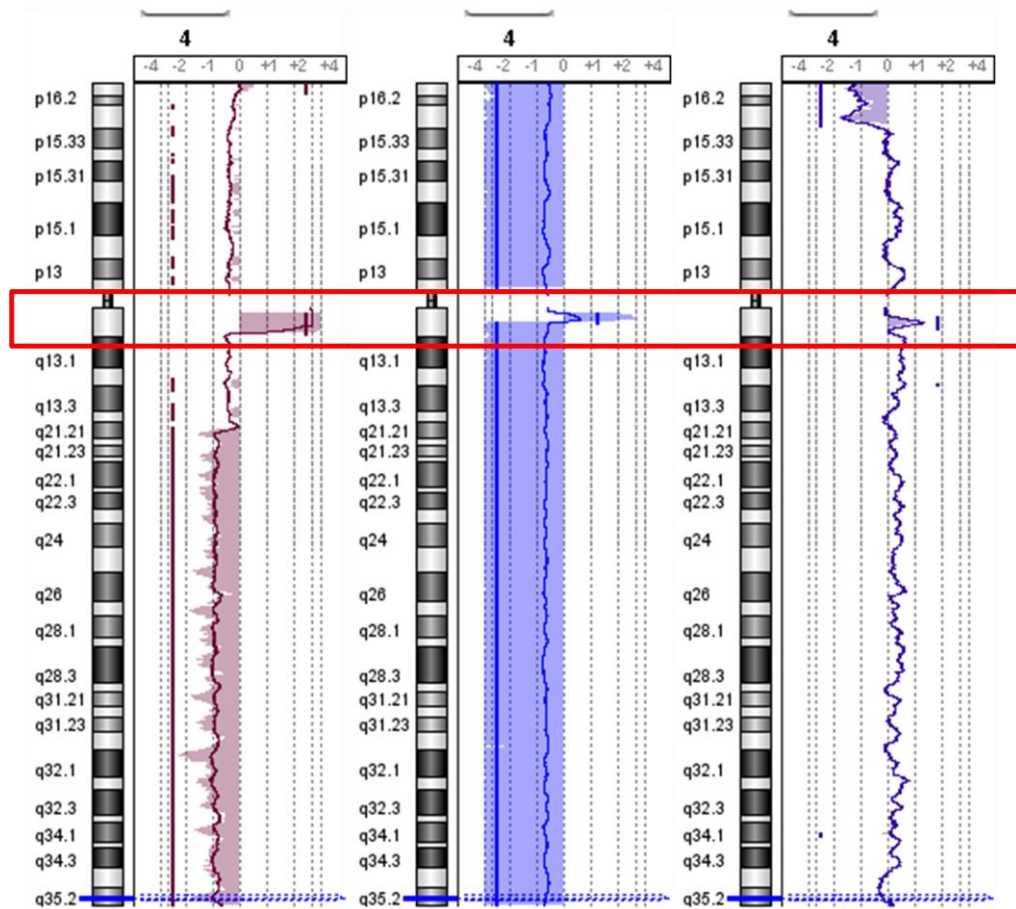 4
-4 -2 -1 0 +1 +2 +4
p16.2
p15.33
p15.31
p15.1
p13
q13.1
q13.3
q21.21
q21.23
q22.1
q22.3
q24
q26
q28.1
q28.3
q31.21
q31.23
q32.1
q32.3
q34.1
q34.3
q35.2
4
-4 -2 -1 0 +1 +2 +4
p16.2
p15.33
p15.31
p15.1
p13
q13.1
q13.3
q21.21
q21.23
q22.1
q22.3
q24
q26
q28.1
q28.3
q31.21
q31.23
q32.1
q32.3
q34.1
q34.3
q35.2
4
-4 -2 -1 0 +1 +2 +4
p16.2
p15.33
p15.31
p15.1
p13
q13.1
q13.3
q21.21
q21.23
q22.1
q22.3
q24
q26
q28.1
q28.3
q31.21
q31.23
q32.1
q32.3
q34.1
q34.3
q35.2